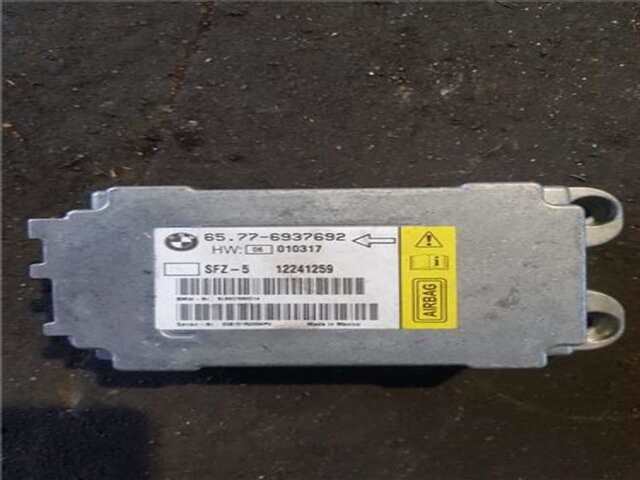 65.77-6937692
HW: 06 010317
SFZ-5 12241259
Made in Mexico
AIRBAG